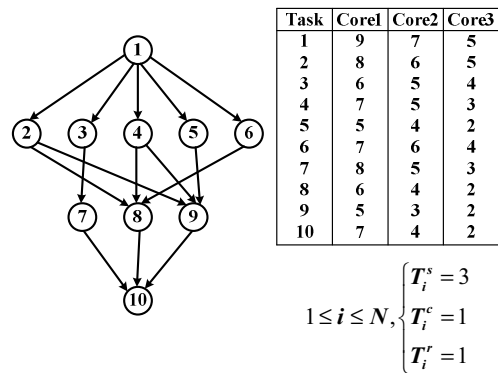 1
2 3 4 5 6
7 8 9
10
Task Core1 Core2 Core3
1 9 7 5
2 8 6 5
3 6 5 4
4 7 5 3
5 5 4 2
6 7 6 4
7 8 5 3
8 6 4 2
9 5 3 2
10 7 4 2
T_i^s = 3
1 ≤ i ≤ N, { T_i^c = 1
T_i^r = 1